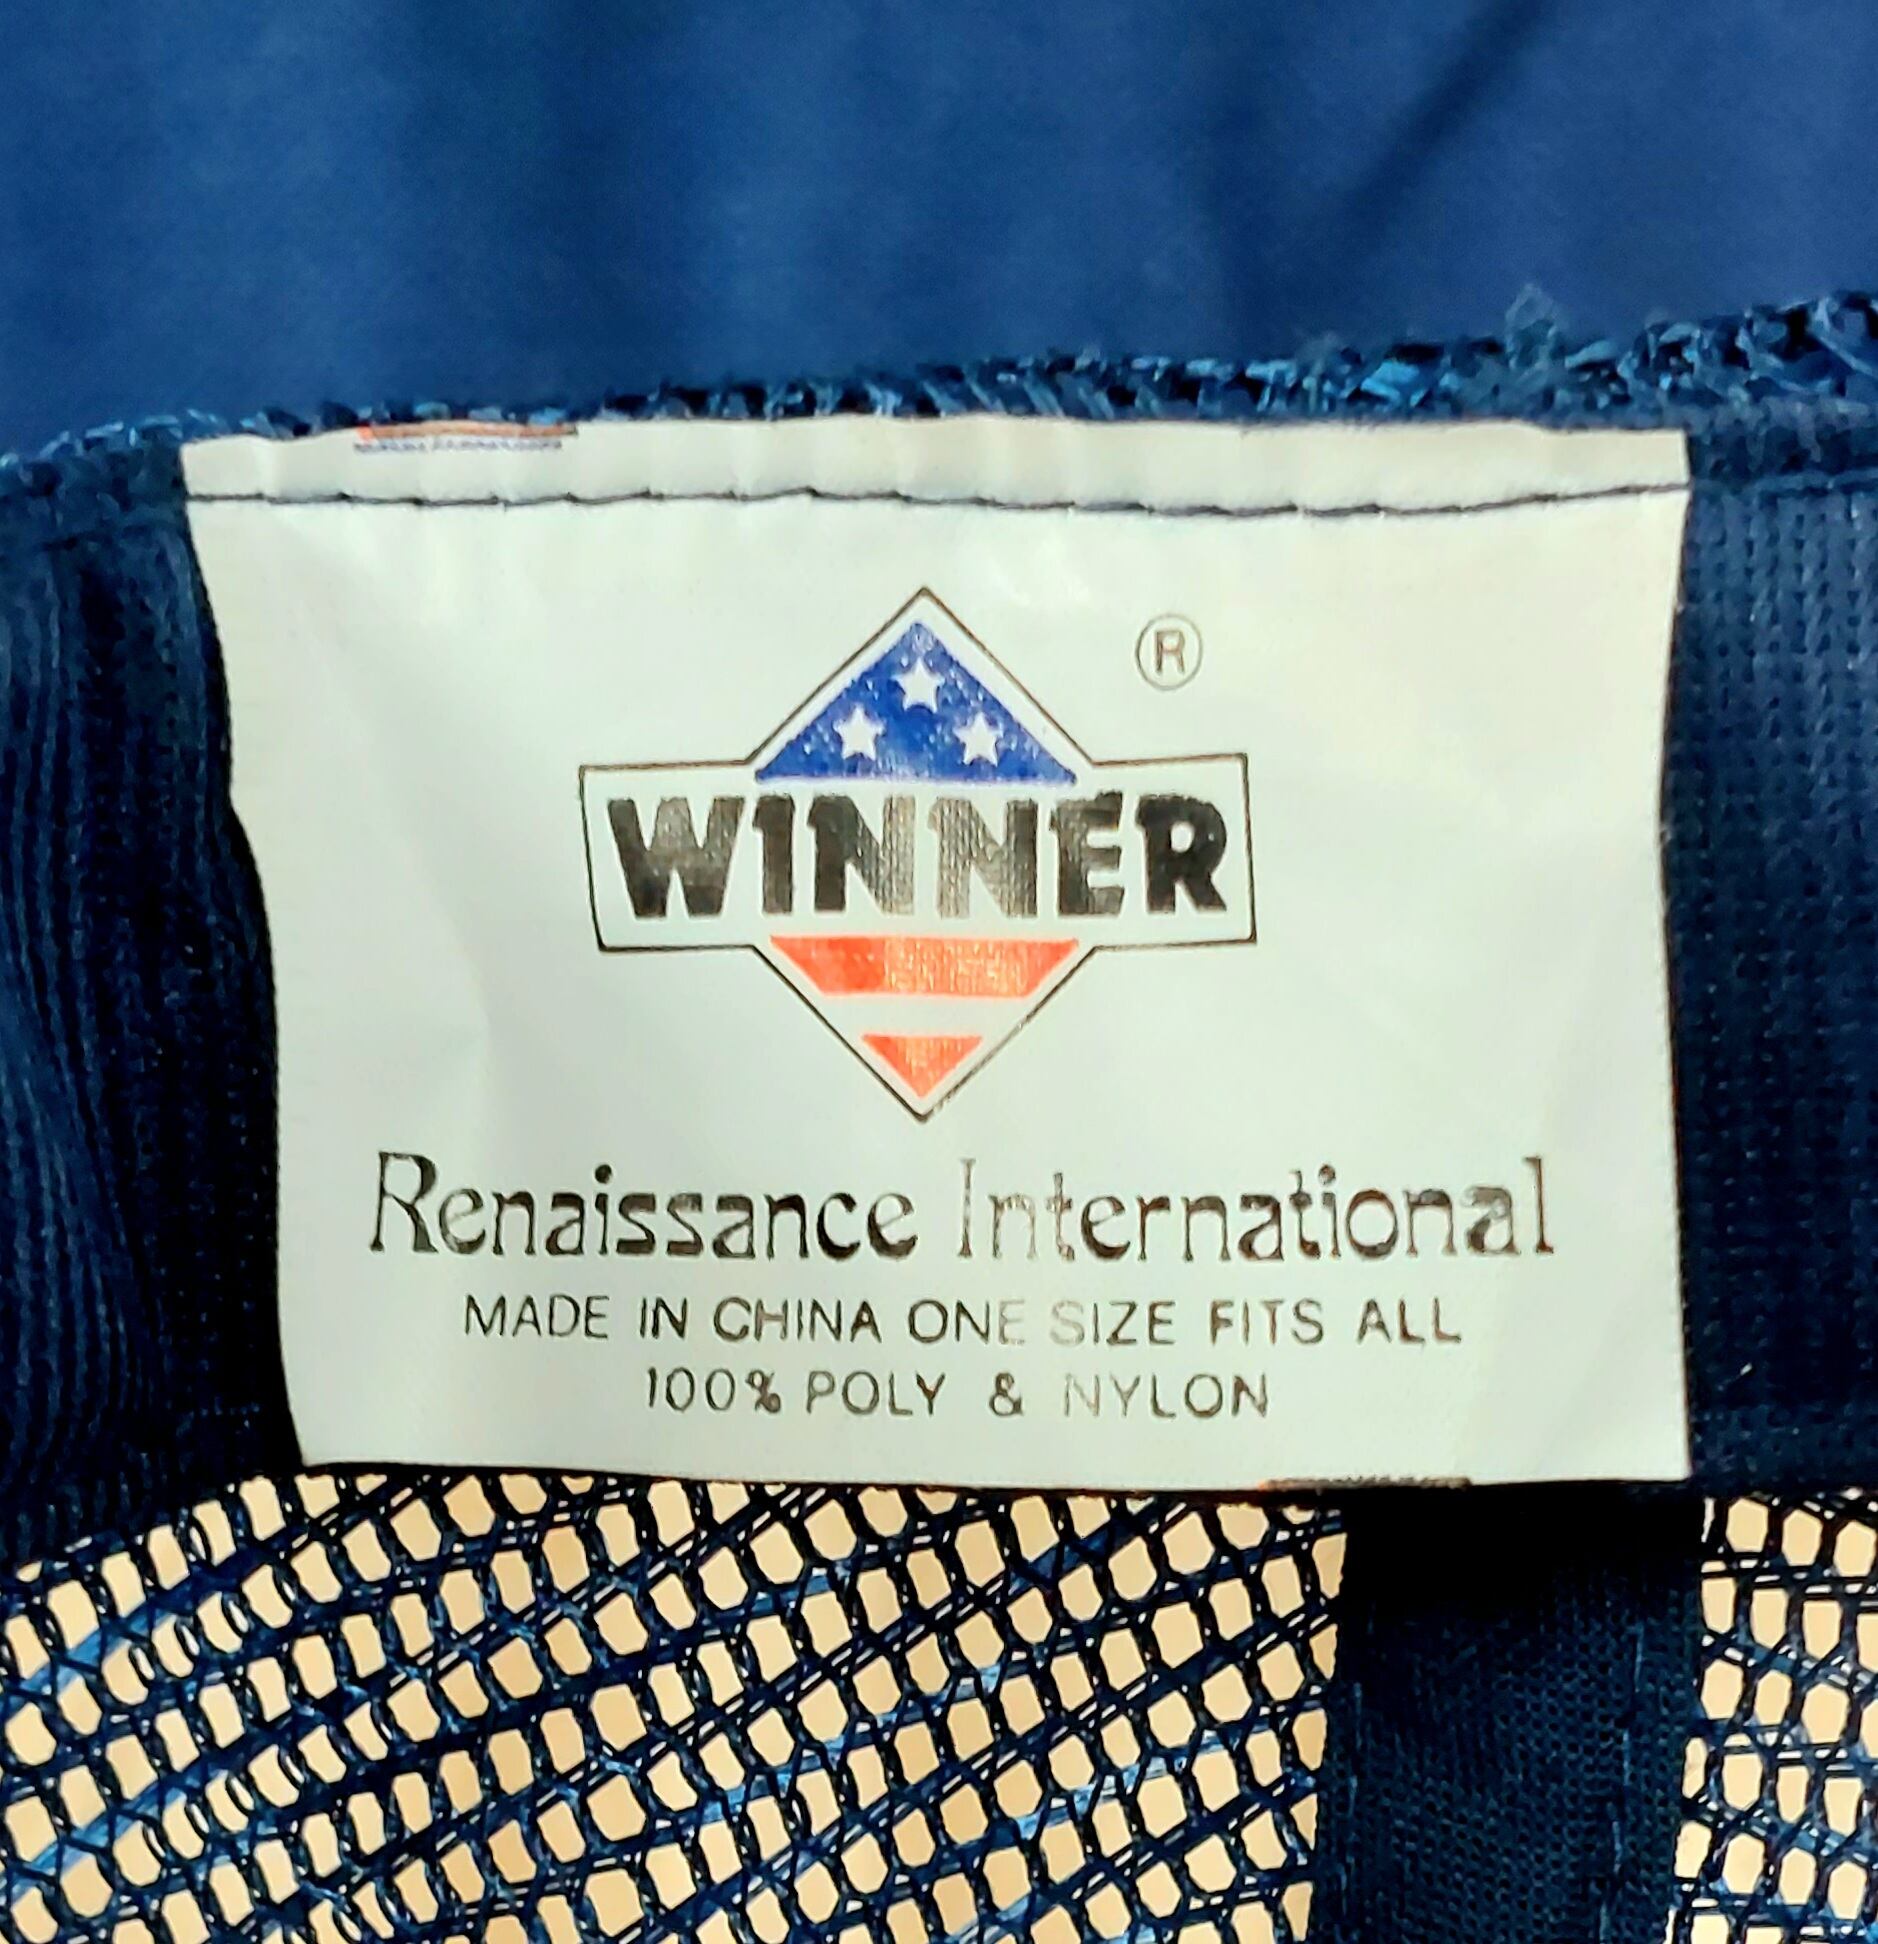 ®
WINNER
Renaissance International
MADE IN CHINA ONE SIZE FITS ALL
100% POLY & NYLON